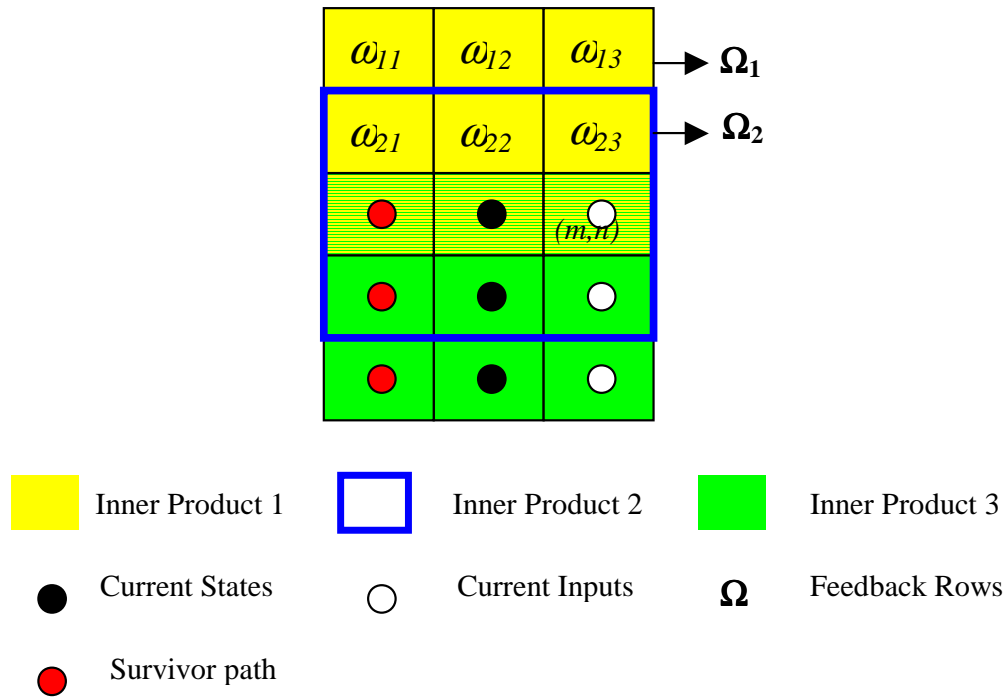 ω11 ω12 ω13 Ω1
ω21 ω22 ω23 Ω2
(m,n)
Inner Product 1 Inner Product 2 Inner Product 3
Current States Current Inputs Ω Feedback Rows
Survivor path